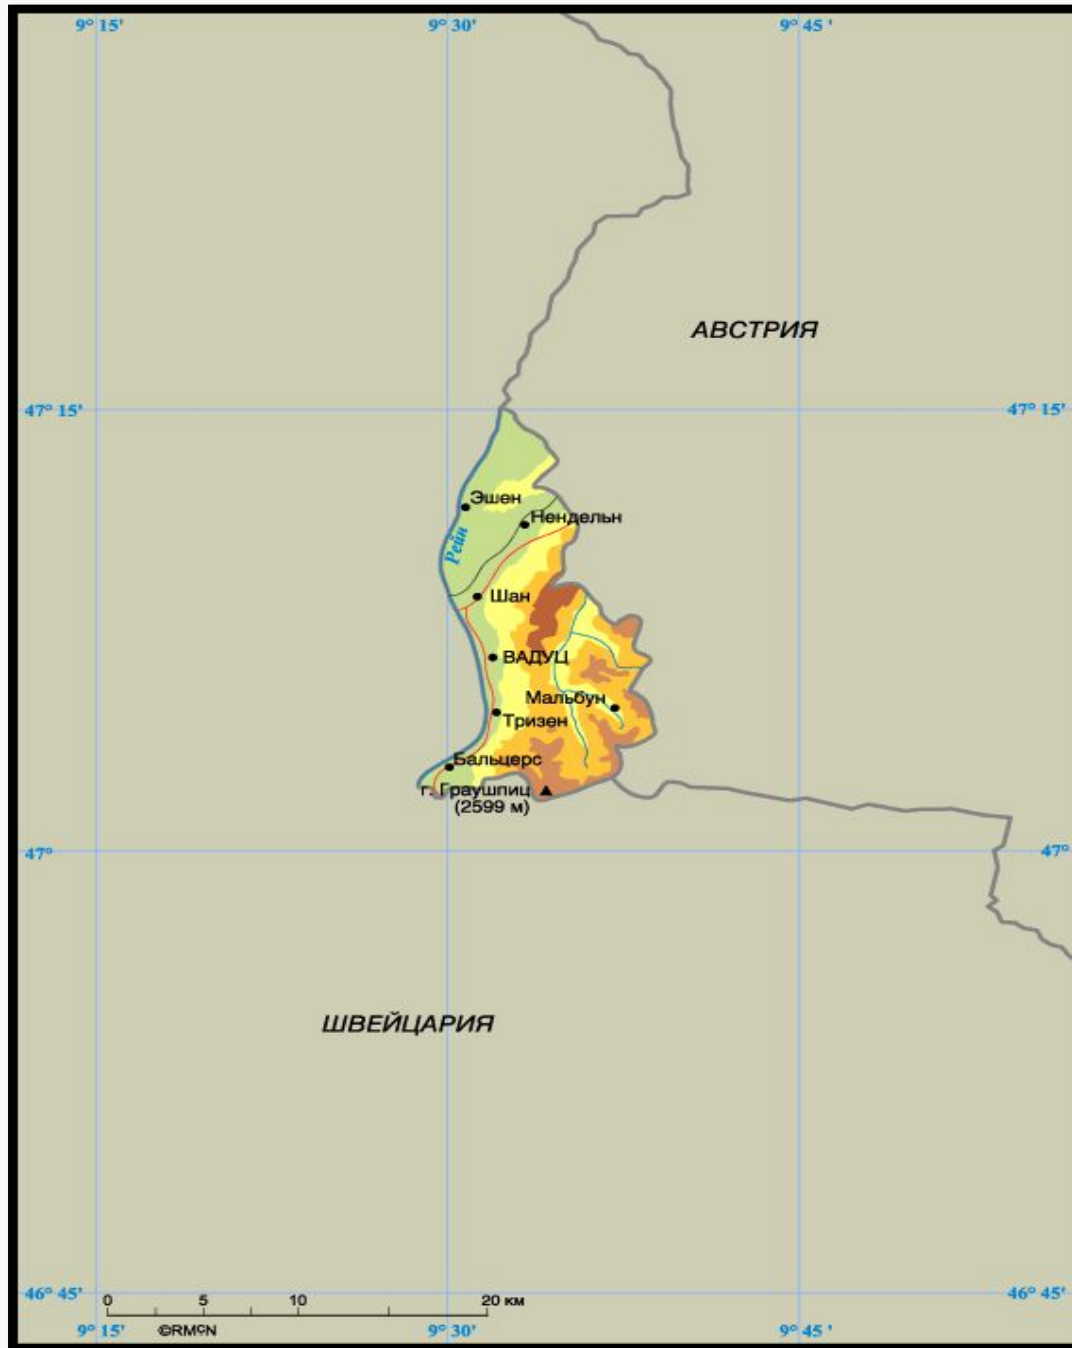 9° 15'
9° 30'
9° 45 '
АВСТРИЯ
47° 15'
47° 15'
Эшен
Нендельн
Рейн
Шан
ВАДУЦ
Мальбун
Тризен
Бальцерс
г. Граушпиц
(2599 м)
47°
47°
ШВЕЙЦАРИЯ
46° 45'
46° 45'
0 5 10 20 км
©RMCN
9° 15'
9° 30'
9° 45 '